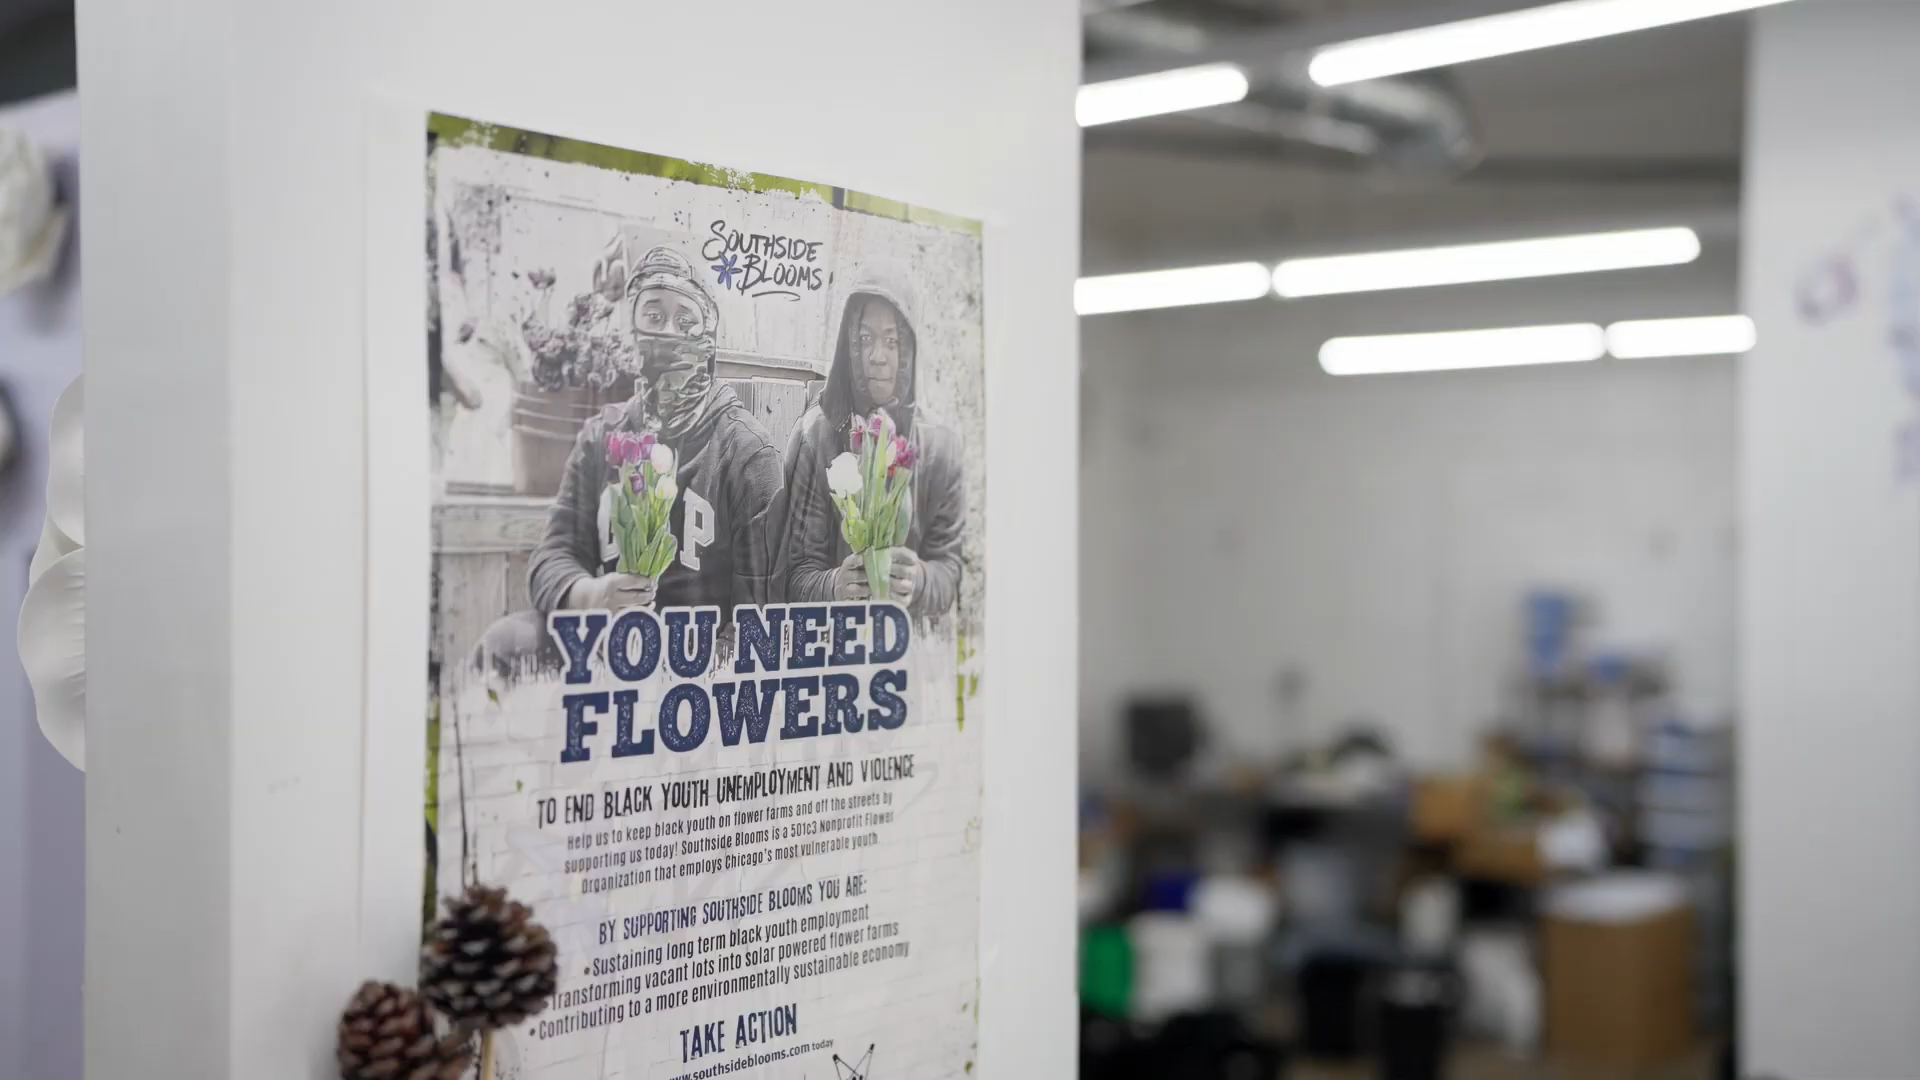 SOUTHSIDE
BLOOMS
P
YOU NEED
FLOWERS
TO END BLACK YOUTH UNEMPLOYMENT AND VIOLENCE
Help us to keep black youth on flower farms and off the streets by
supporting us today! Southside Blooms is a 501c3 Nonprofit Flower
Organization that employs Chicago's most vulnerable youth.
BY SUPPORTING SOUTHSIDE BLOOMS YOU ARE:
•Sustaining long term black youth employment
•Transforming vacant lots into solar powered flower farms
•Contributing to a more environmentally sustainable economy
TAKE ACTION
www.southsideblooms.com today